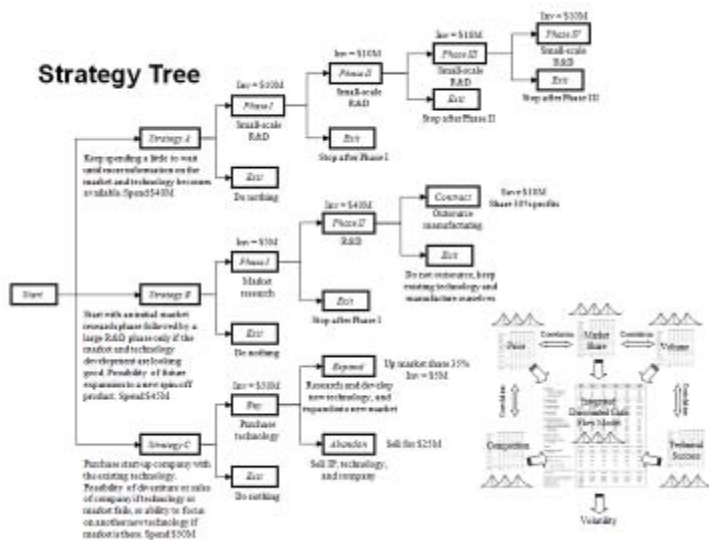 Strategy Tree
Inv = $10M
Phase IV
Small-scale
R&D
Exit
Stop after Phase III
Inv = $10M
Phase III
Small-scale
R&D
Exit
Stop after Phase II
Inv = $10M
Phase II
Small-scale
R&D
Exit
Stop after Phase I
Inv = $10M
Phase I
Small-scale
R&D
Exit
Do nothing
Strategy A
Keep spending a little to wait
until more information on the
market and technology becomes
available. Spend $40M
Start
Strategy B
Start with an initial market
research phase followed by a
large R&D phase only if the
market and technology
development are looking
good. Possibility of future
expansion to a new spin-off
product. Spend $45M
Inv = $5M
Phase I
Market
research
Exit
Do nothing
Inv = $40M
Phase II
R&D
Exit
Stop after Phase I
Contract
Outsource
manufacturing
Save $10M
Share 30% profits
Exit
Do not outsource, keep
existing technology and
manufacture ourselves
Strategy C
Purchase start-up company with
the existing technology.
Possibility of divestiture or sales
of company if technology or
market fails, or ability to focus
on another new technology if
market is there. Spend $50M
Inv = $50M
Buy
Purchase
technology
Exit
Do nothing
Expand
Research and develop
new technology, and
expand into new market
Up market share 35%
Inv = $5M
Abandon
Sell IP, technology,
and company
Sell for $25M
Price
Correlation
Market
Share
Correlation
Volume
Correlation
Correlation
Integrated
Discounted Cash
Flow Model
Competition
Technical
Success
Volatility